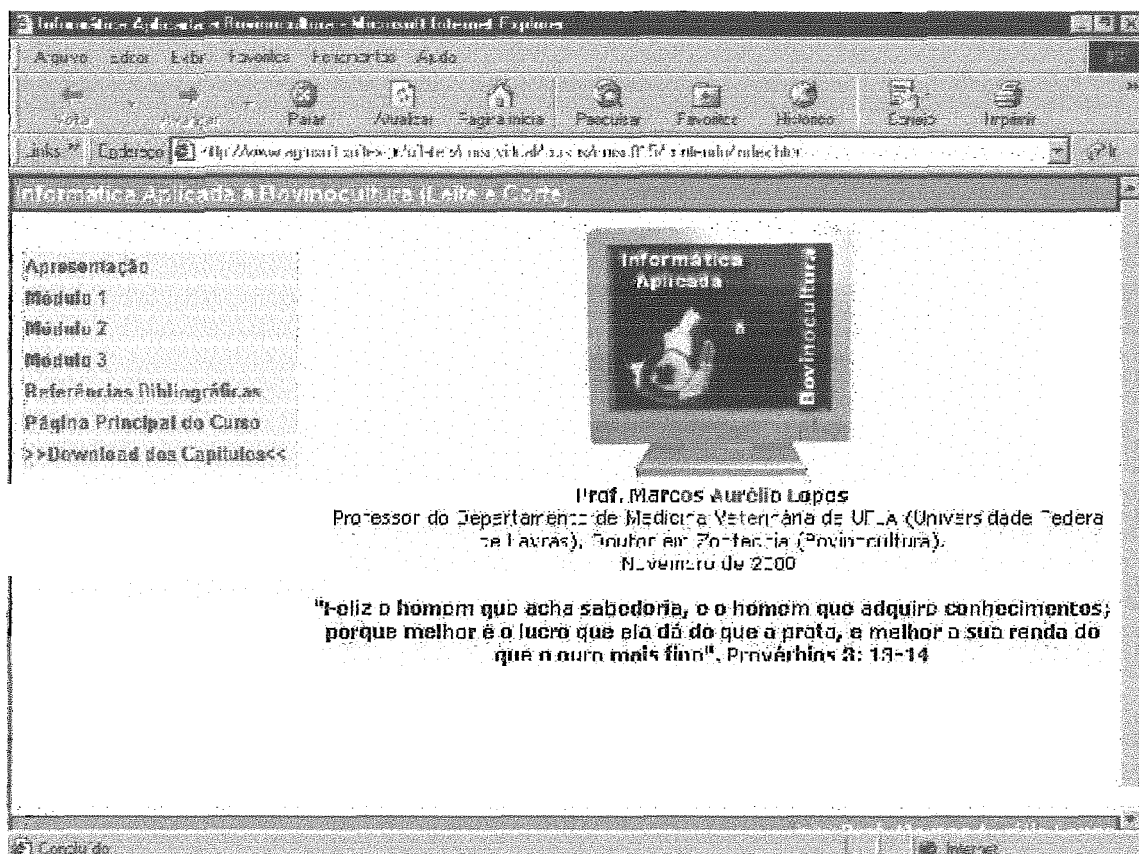 Informática Aplicada a Bovinocultura - Microsoft Internet Explorer
Arquivo Editar Exibir Favoritos Ferramentas Ajuda
Voltar Avançar Parar Atualizar Página inicial Pesquisar Favoritos Histórico Correio Imprimir
Links Endereço
Informática Aplicada à Bovinocultura (Leite e Corte)
Apresentação
Módulo 1
Módulo 2
Módulo 3
Referências Bibliográficas
Página Principal do Curso
>>Download dos Capítulos<<
Informática
Aplicada
Bovinocultura
Prof. Marcos Aurélio Lopes
Professor do Departamento de Medicina Veterinária da UFLA (Universidade Federal
de Lavras), Doutor em Zootecnia (Bovinocultura).
Novembro de 2000
"Feliz o homem que acha sabedoria, e o homem que adquire conhecimentos;
porque melhor é o lucro que ela dá do que a prata, e melhor a sua renda do
que o ouro mais fino". Provérbios 3: 13-14
Concluído Internet